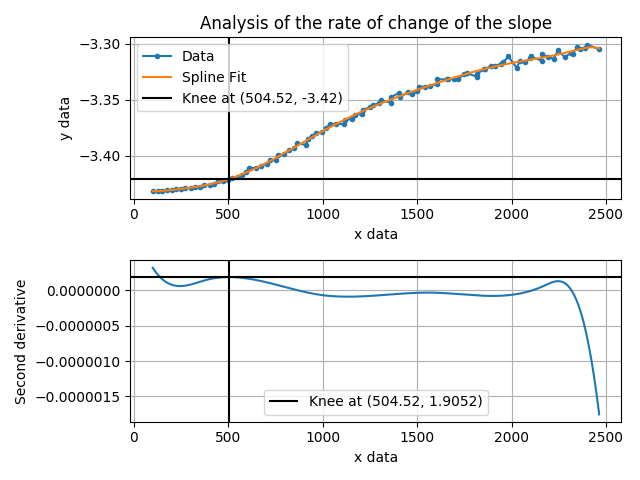 Analysis of the rate of change of the slope
Data
Spline Fit
Knee at (504.52, -3.42)
y data
−3.30
−3.35
−3.40
0 500 1000 1500 2000 2500
x data
Second derivative
0.0000000
−0.0000005
−0.0000010
−0.0000015
Knee at (504.52, 1.9052)
0 500 1000 1500 2000 2500
x data